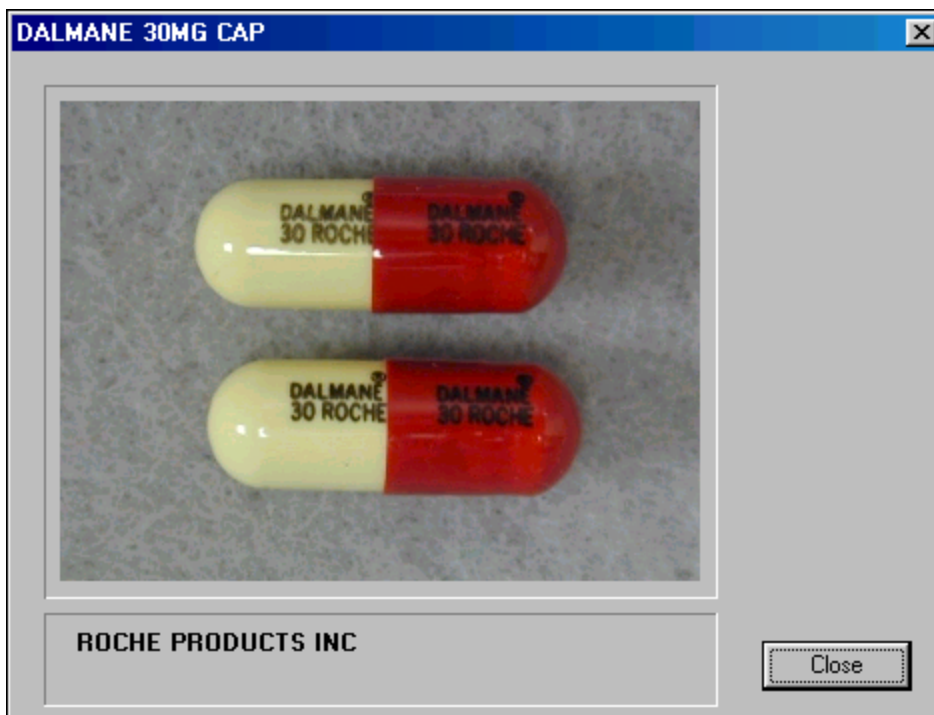 DALMANE 30MG CAP
DALMANE®
30 ROCHE
DALMANE®
30 ROCHE
DALMANE®
30 ROCHE
DALMANE®
30 ROCHE
ROCHE PRODUCTS INC
Close